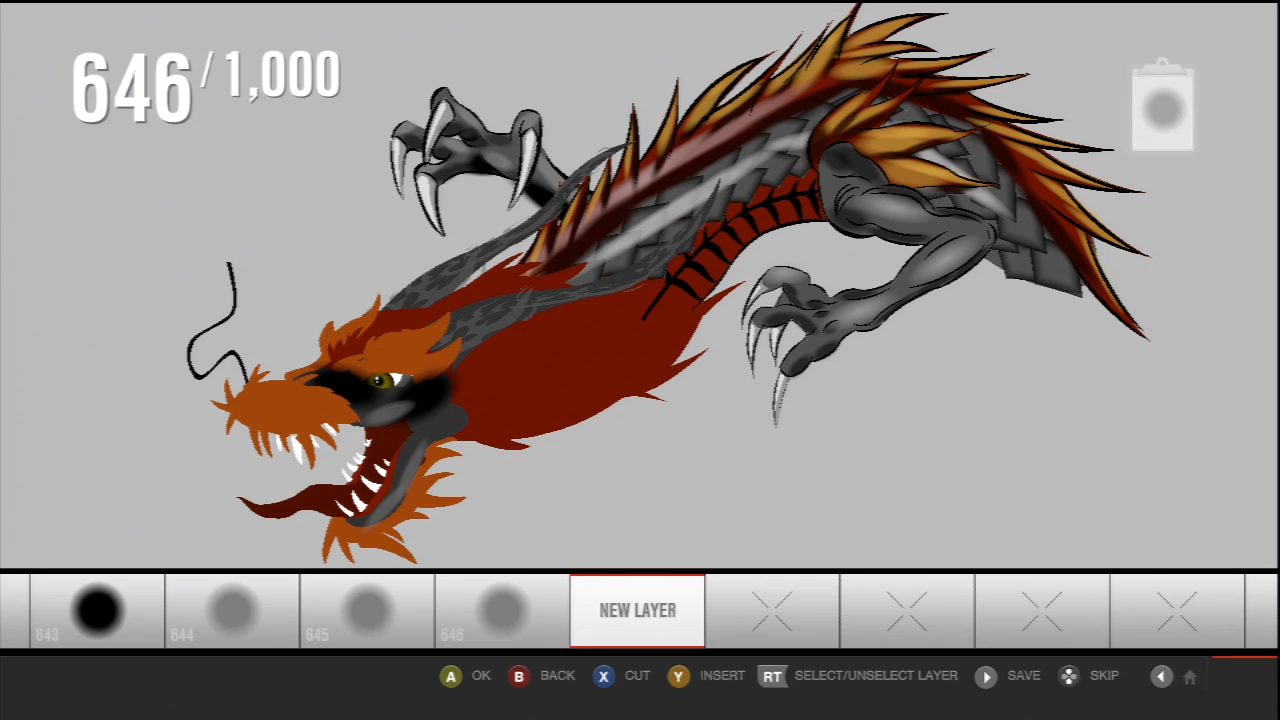 646/1,000
643 644 645 646 NEW LAYER
A OK B BACK X CUT Y INSERT RT SELECT/UNSELECT LAYER SAVE SKIP